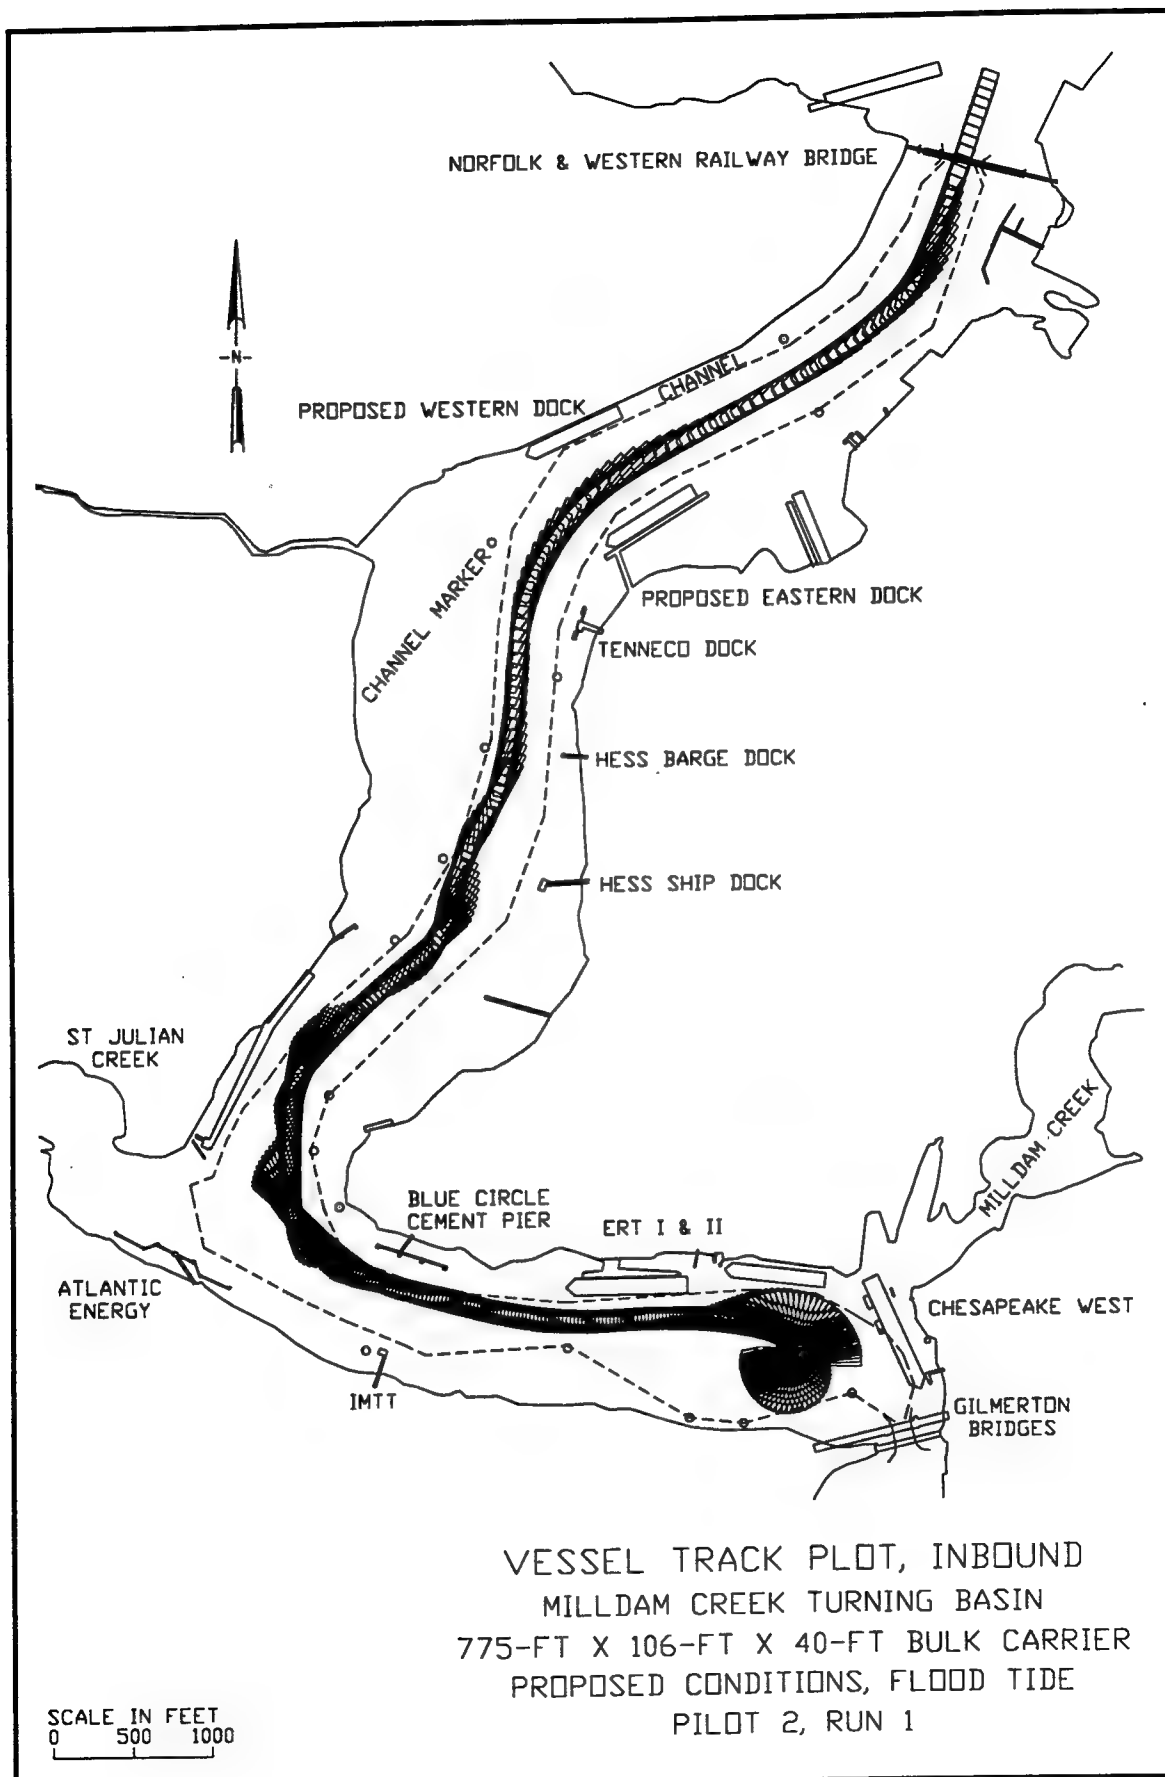 NORFOLK & WESTERN RAILWAY BRIDGE
-N-
CHANNEL
PROPOSED WESTERN DOCK
CHANNEL MARKER
PROPOSED EASTERN DOCK
TENNECO DOCK
HESS BARGE DOCK
HESS SHIP DOCK
ST JULIAN
CREEK
MILLDAM CREEK
BLUE CIRCLE
CEMENT PIER
ERT I & II
ATLANTIC
ENERGY
CHESAPEAKE WEST
IMTT
GILMERTON
BRIDGES
VESSEL TRACK PLOT, INBOUND
MILLDAM CREEK TURNING BASIN
775-FT X 106-FT X 40-FT BULK CARRIER
PROPOSED CONDITIONS, FLOOD TIDE
PILOT 2, RUN 1
SCALE IN FEET
0 500 1000